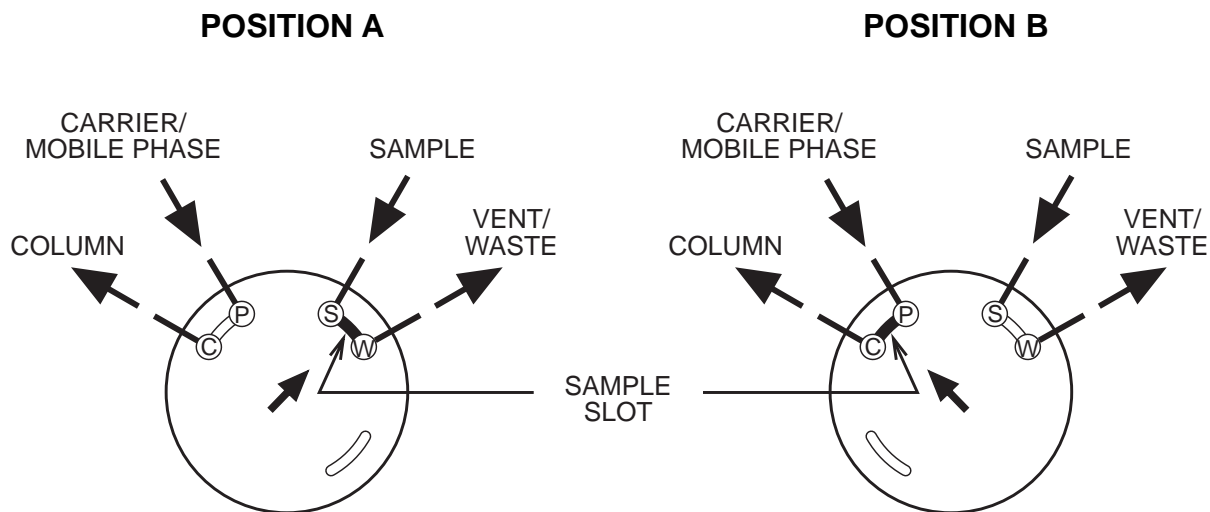 POSITION A
CARRIER/
MOBILE PHASE
SAMPLE
COLUMN
VENT/
WASTE
P
S
C
W
POSITION B
CARRIER/
MOBILE PHASE
SAMPLE
COLUMN
VENT/
WASTE
P
S
C
W
SAMPLE
SLOT